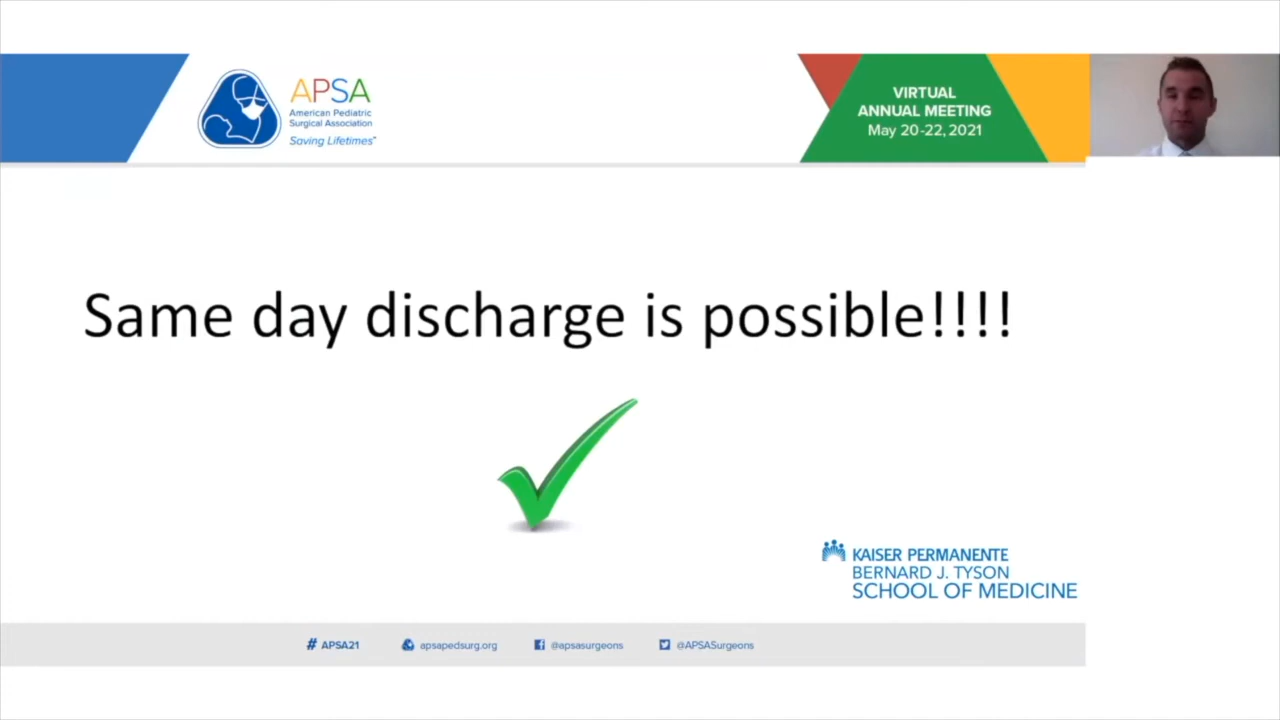 APSA
American Pediatric
Surgical Association
Saving Lifetimes™
VIRTUAL
ANNUAL MEETING
May 20-22, 2021
Same day discharge is possible!!!!
KAISER PERMANENTE
BERNARD J. TYSON
SCHOOL OF MEDICINE
# APSA21
apsapedsurg.org
@apsasurgeons
@APSASurgeons